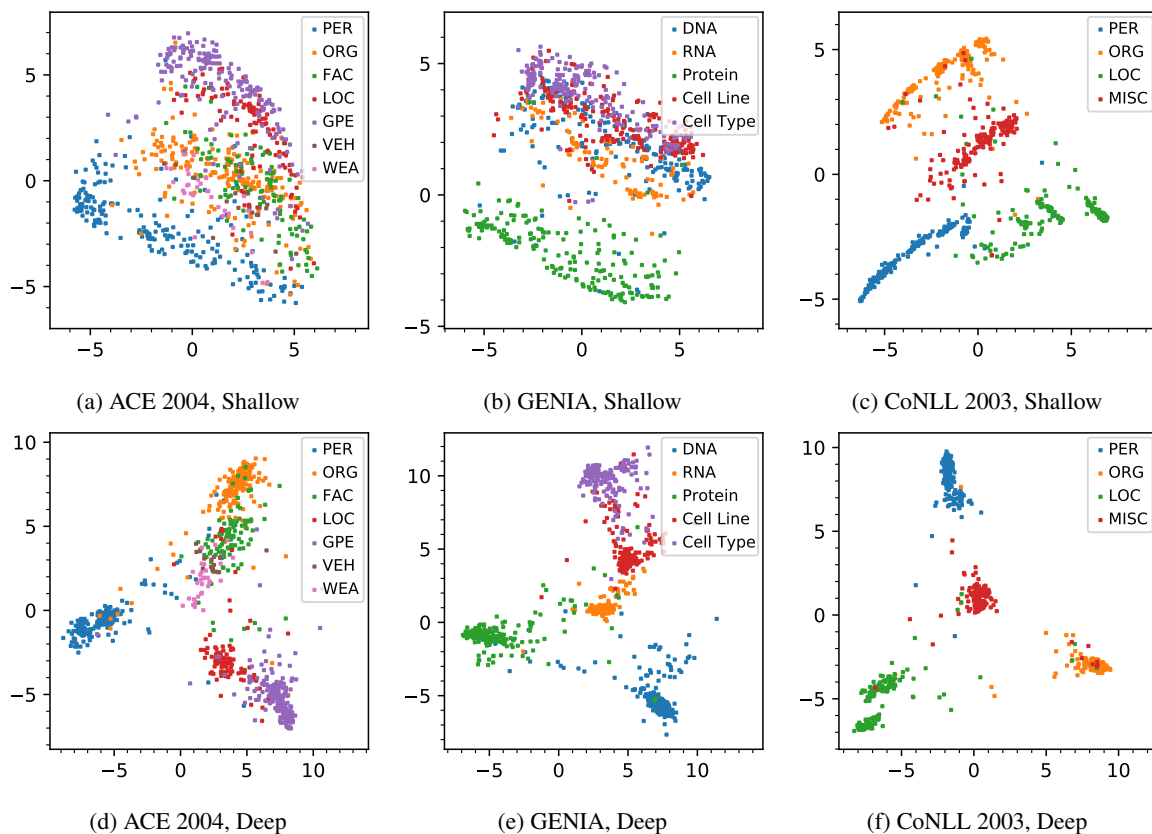 PER
ORG
FAC
LOC
GPE
VEH
WEA
5
0
−5
−5 0 5
(a) ACE 2004, Shallow
DNA
RNA
Protein
Cell Line
Cell Type
5
0
−5
−5 0 5
(b) GENIA, Shallow
PER
ORG
LOC
MISC
5
0
−5
−5 0 5
(c) CoNLL 2003, Shallow
PER
ORG
FAC
LOC
GPE
VEH
WEA
10
5
0
−5
−5 0 5 10
(d) ACE 2004, Deep
DNA
RNA
Protein
Cell Line
Cell Type
10
5
0
−5
−5 0 5 10
(e) GENIA, Deep
PER
ORG
LOC
MISC
10
5
0
−5
−5 0 5 10
(f) CoNLL 2003, Deep